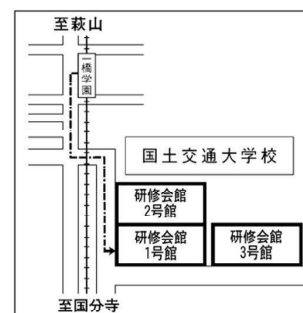 至萩山
一橋学園
国土交通大学校
研修会館
2号館
研修会館
1号館
研修会館
3号館
至国分寺